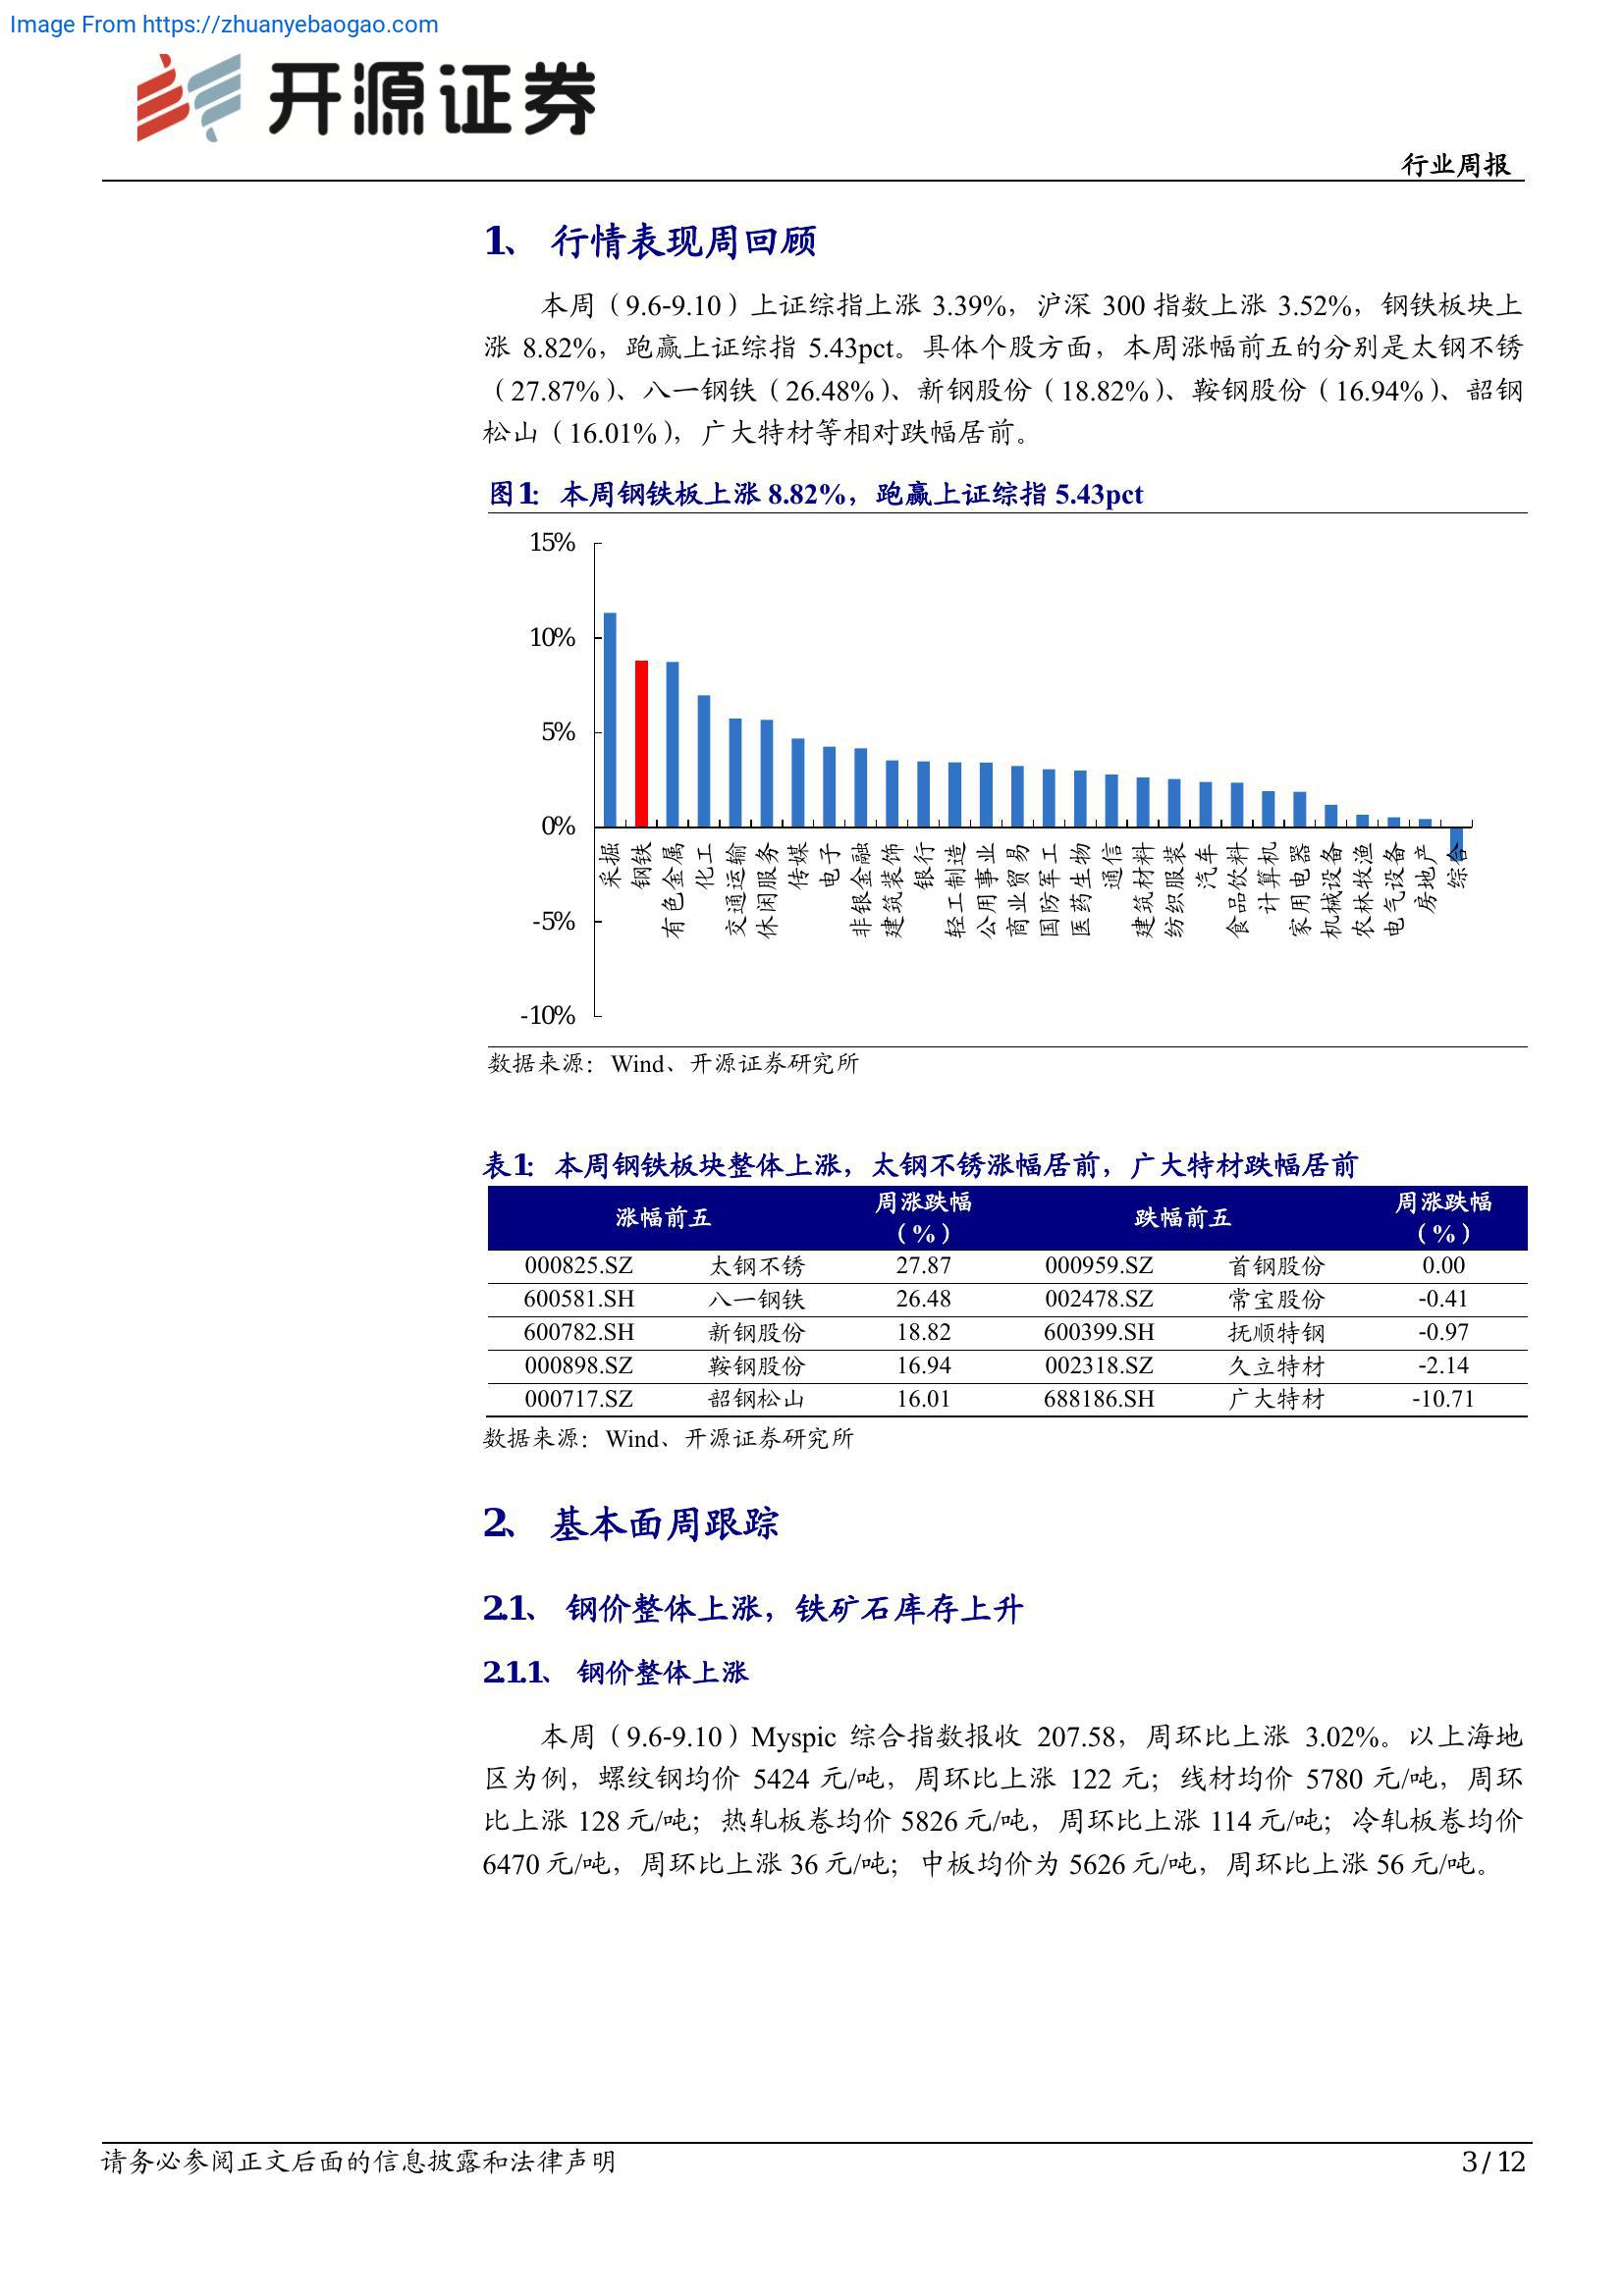 Image From https://zhuanyebaogao.com
开源证券
行业周报
1、 行情表现周回顾
本周（9.6-9.10）上证综指上涨 3.39%，沪深 300 指数上涨 3.52%，钢铁板块上
涨 8.82%，跑赢上证综指 5.43pct。具体个股方面，本周涨幅前五的分别是太钢不锈
（27.87%）、八一钢铁（26.48%）、新钢股份（18.82%）、鞍钢股份（16.94%）、韶钢
松山（16.01%），广大特材等相对跌幅居前。
图1： 本周钢铁板上涨 8.82%，跑赢上证综指 5.43pct
15%
10%
5%
0%
-5%
-10%
采掘
钢铁
有色金属
化工
交通运输
休闲服务
传媒
电子
非银金融
建筑装饰
银行
轻工制造
公用事业
商业贸易
国防军工
医药生物
通信
建筑材料
纺织服装
汽车
食品饮料
计算机
家用电器
机械设备
农林牧渔
电气设备
房地产
综合
数据来源：Wind、开源证券研究所
表1： 本周钢铁板块整体上涨，太钢不锈涨幅居前，广大特材跌幅居前
涨幅前五 周涨跌幅（%） 跌幅前五 周涨跌幅（%）
000825.SZ 太钢不锈 27.87 000959.SZ 首钢股份 0.00
600581.SH 八一钢铁 26.48 002478.SZ 常宝股份 -0.41
600782.SH 新钢股份 18.82 600399.SH 抚顺特钢 -0.97
000898.SZ 鞍钢股份 16.94 002318.SZ 久立特材 -2.14
000717.SZ 韶钢松山 16.01 688186.SH 广大特材 -10.71
数据来源：Wind、开源证券研究所
2、 基本面周跟踪
2.1、 钢价整体上涨，铁矿石库存上升
2.1.1、 钢价整体上涨
本周（9.6-9.10）Myspic 综合指数报收 207.58，周环比上涨 3.02%。以上海地
区为例，螺纹钢均价 5424 元/吨，周环比上涨 122 元；线材均价 5780 元/吨，周环
比上涨 128 元/吨；热轧板卷均价 5826 元/吨，周环比上涨 114 元/吨；冷轧板卷均价
6470 元/吨，周环比上涨 36 元/吨；中板均价为 5626 元/吨，周环比上涨 56 元/吨。
请务必参阅正文后面的信息披露和法律声明
3 / 12